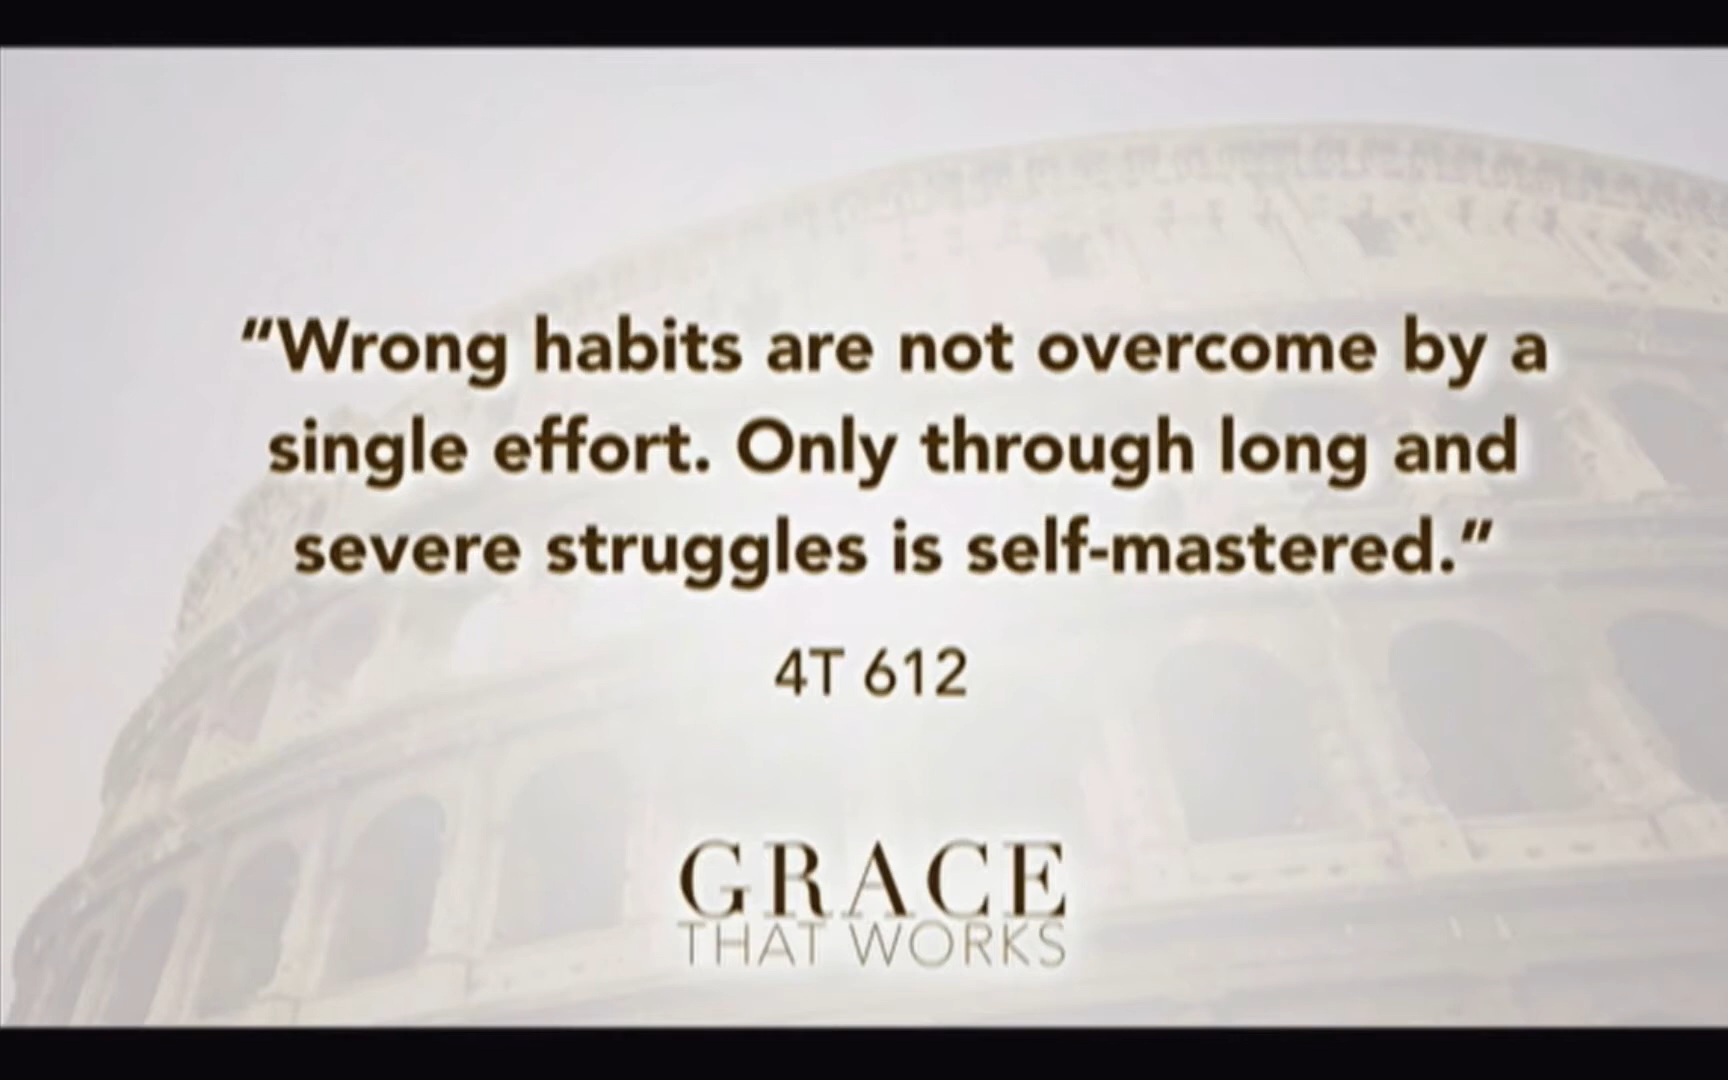 “Wrong habits are not overcome by a
single effort. Only through long and
severe struggles is self-mastered.”
4T 612
GRACE
THAT WORKS